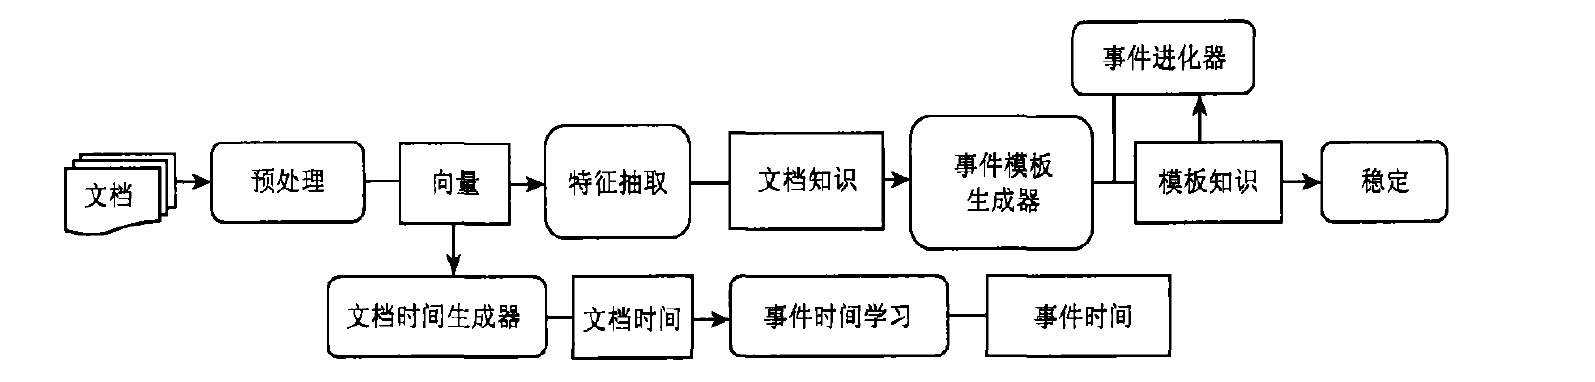 事件进化器
文档
预处理
向量
特征抽取
文档知识
事件模板
生成器
模板知识
稳定
文档时间生成器
文档时间
事件时间学习
事件时间